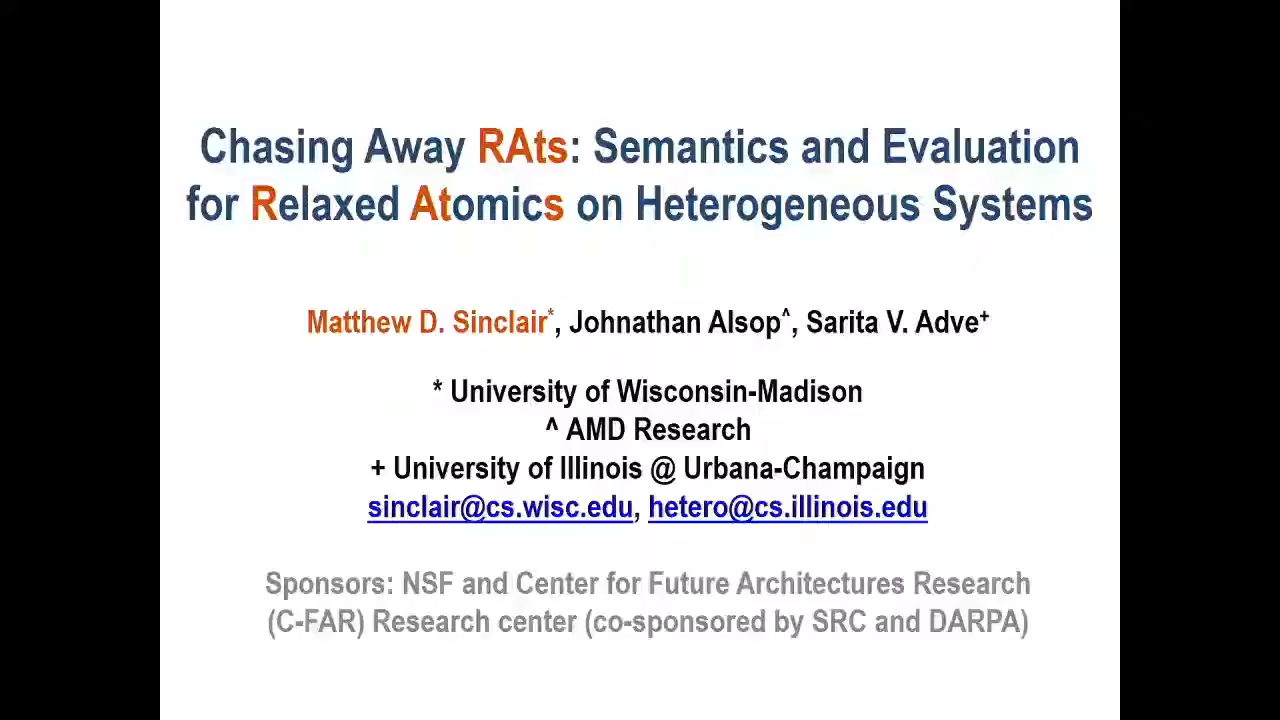 Chasing Away RAts: Semantics and Evaluation
for Relaxed Atomics on Heterogeneous Systems
Matthew D. Sinclair*, Johnathan Alsop^, Sarita V. Adve+
* University of Wisconsin-Madison
^ AMD Research
+ University of Illinois @ Urbana-Champaign
sinclair@cs.wisc.edu, hetero@cs.illinois.edu
Sponsors: NSF and Center for Future Architectures Research
(C-FAR) Research center (co-sponsored by SRC and DARPA)